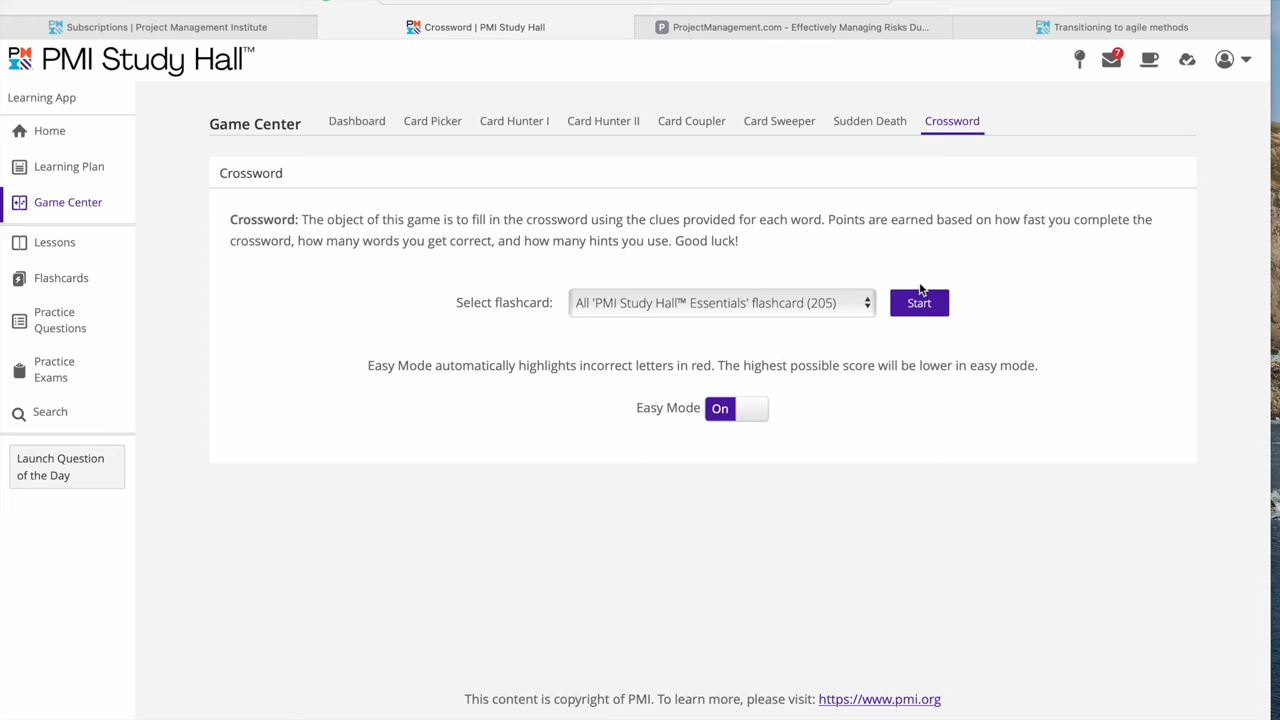 Subscriptions | Project Management Institute
Crossword | PMI Study Hall
ProjectManagement.com - Effectively Managing Risks Du...
Transitioning to agile methods
PMI Study Hall™
7
Learning App
Home
Learning Plan
Game Center
Lessons
Flashcards
Practice
Questions
Practice
Exams
Search
Launch Question
of the Day
Game Center
Dashboard
Card Picker
Card Hunter I
Card Hunter II
Card Coupler
Card Sweeper
Sudden Death
Crossword
Crossword
Crossword: The object of this game is to fill in the crossword using the clues provided for each word. Points are earned based on how fast you complete the
crossword, how many words you get correct, and how many hints you use. Good luck!
Select flashcard:
All 'PMI Study Hall™ Essentials' flashcard (205)
Start
Easy Mode automatically highlights incorrect letters in red. The highest possible score will be lower in easy mode.
Easy Mode
On
This content is copyright of PMI. To learn more, please visit: https://www.pmi.org